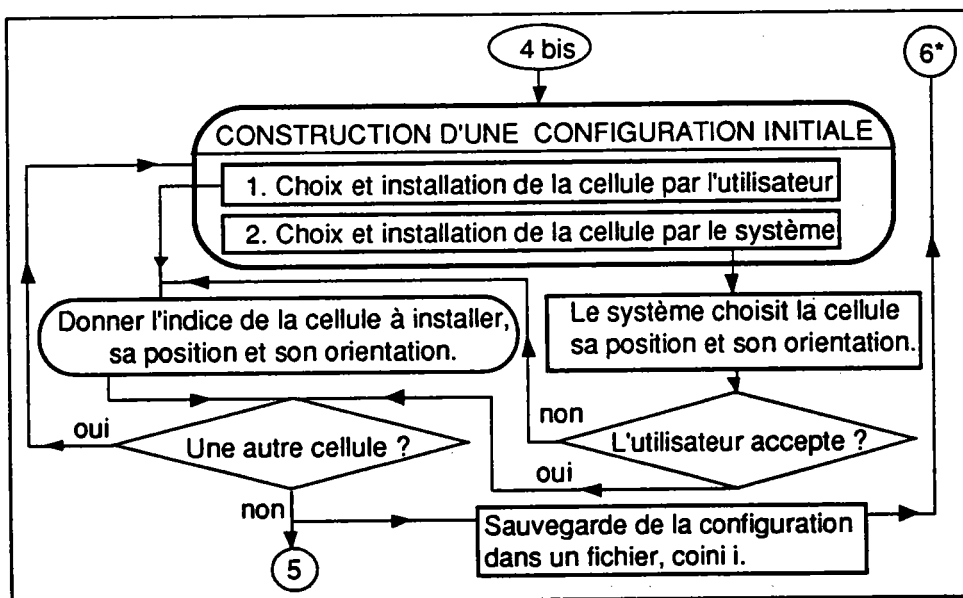 4 bis
6*
CONSTRUCTION D'UNE CONFIGURATION INITIALE
1. Choix et installation de la cellule par l'utilisateur
2. Choix et installation de la cellule par le système
Donner l'indice de la cellule à installer,
sa position et son orientation.
Le système choisit la cellule
sa position et son orientation.
oui
Une autre cellule ?
non
L'utilisateur accepte ?
oui
non
5
Sauvegarde de la configuration
dans un fichier, coini i.